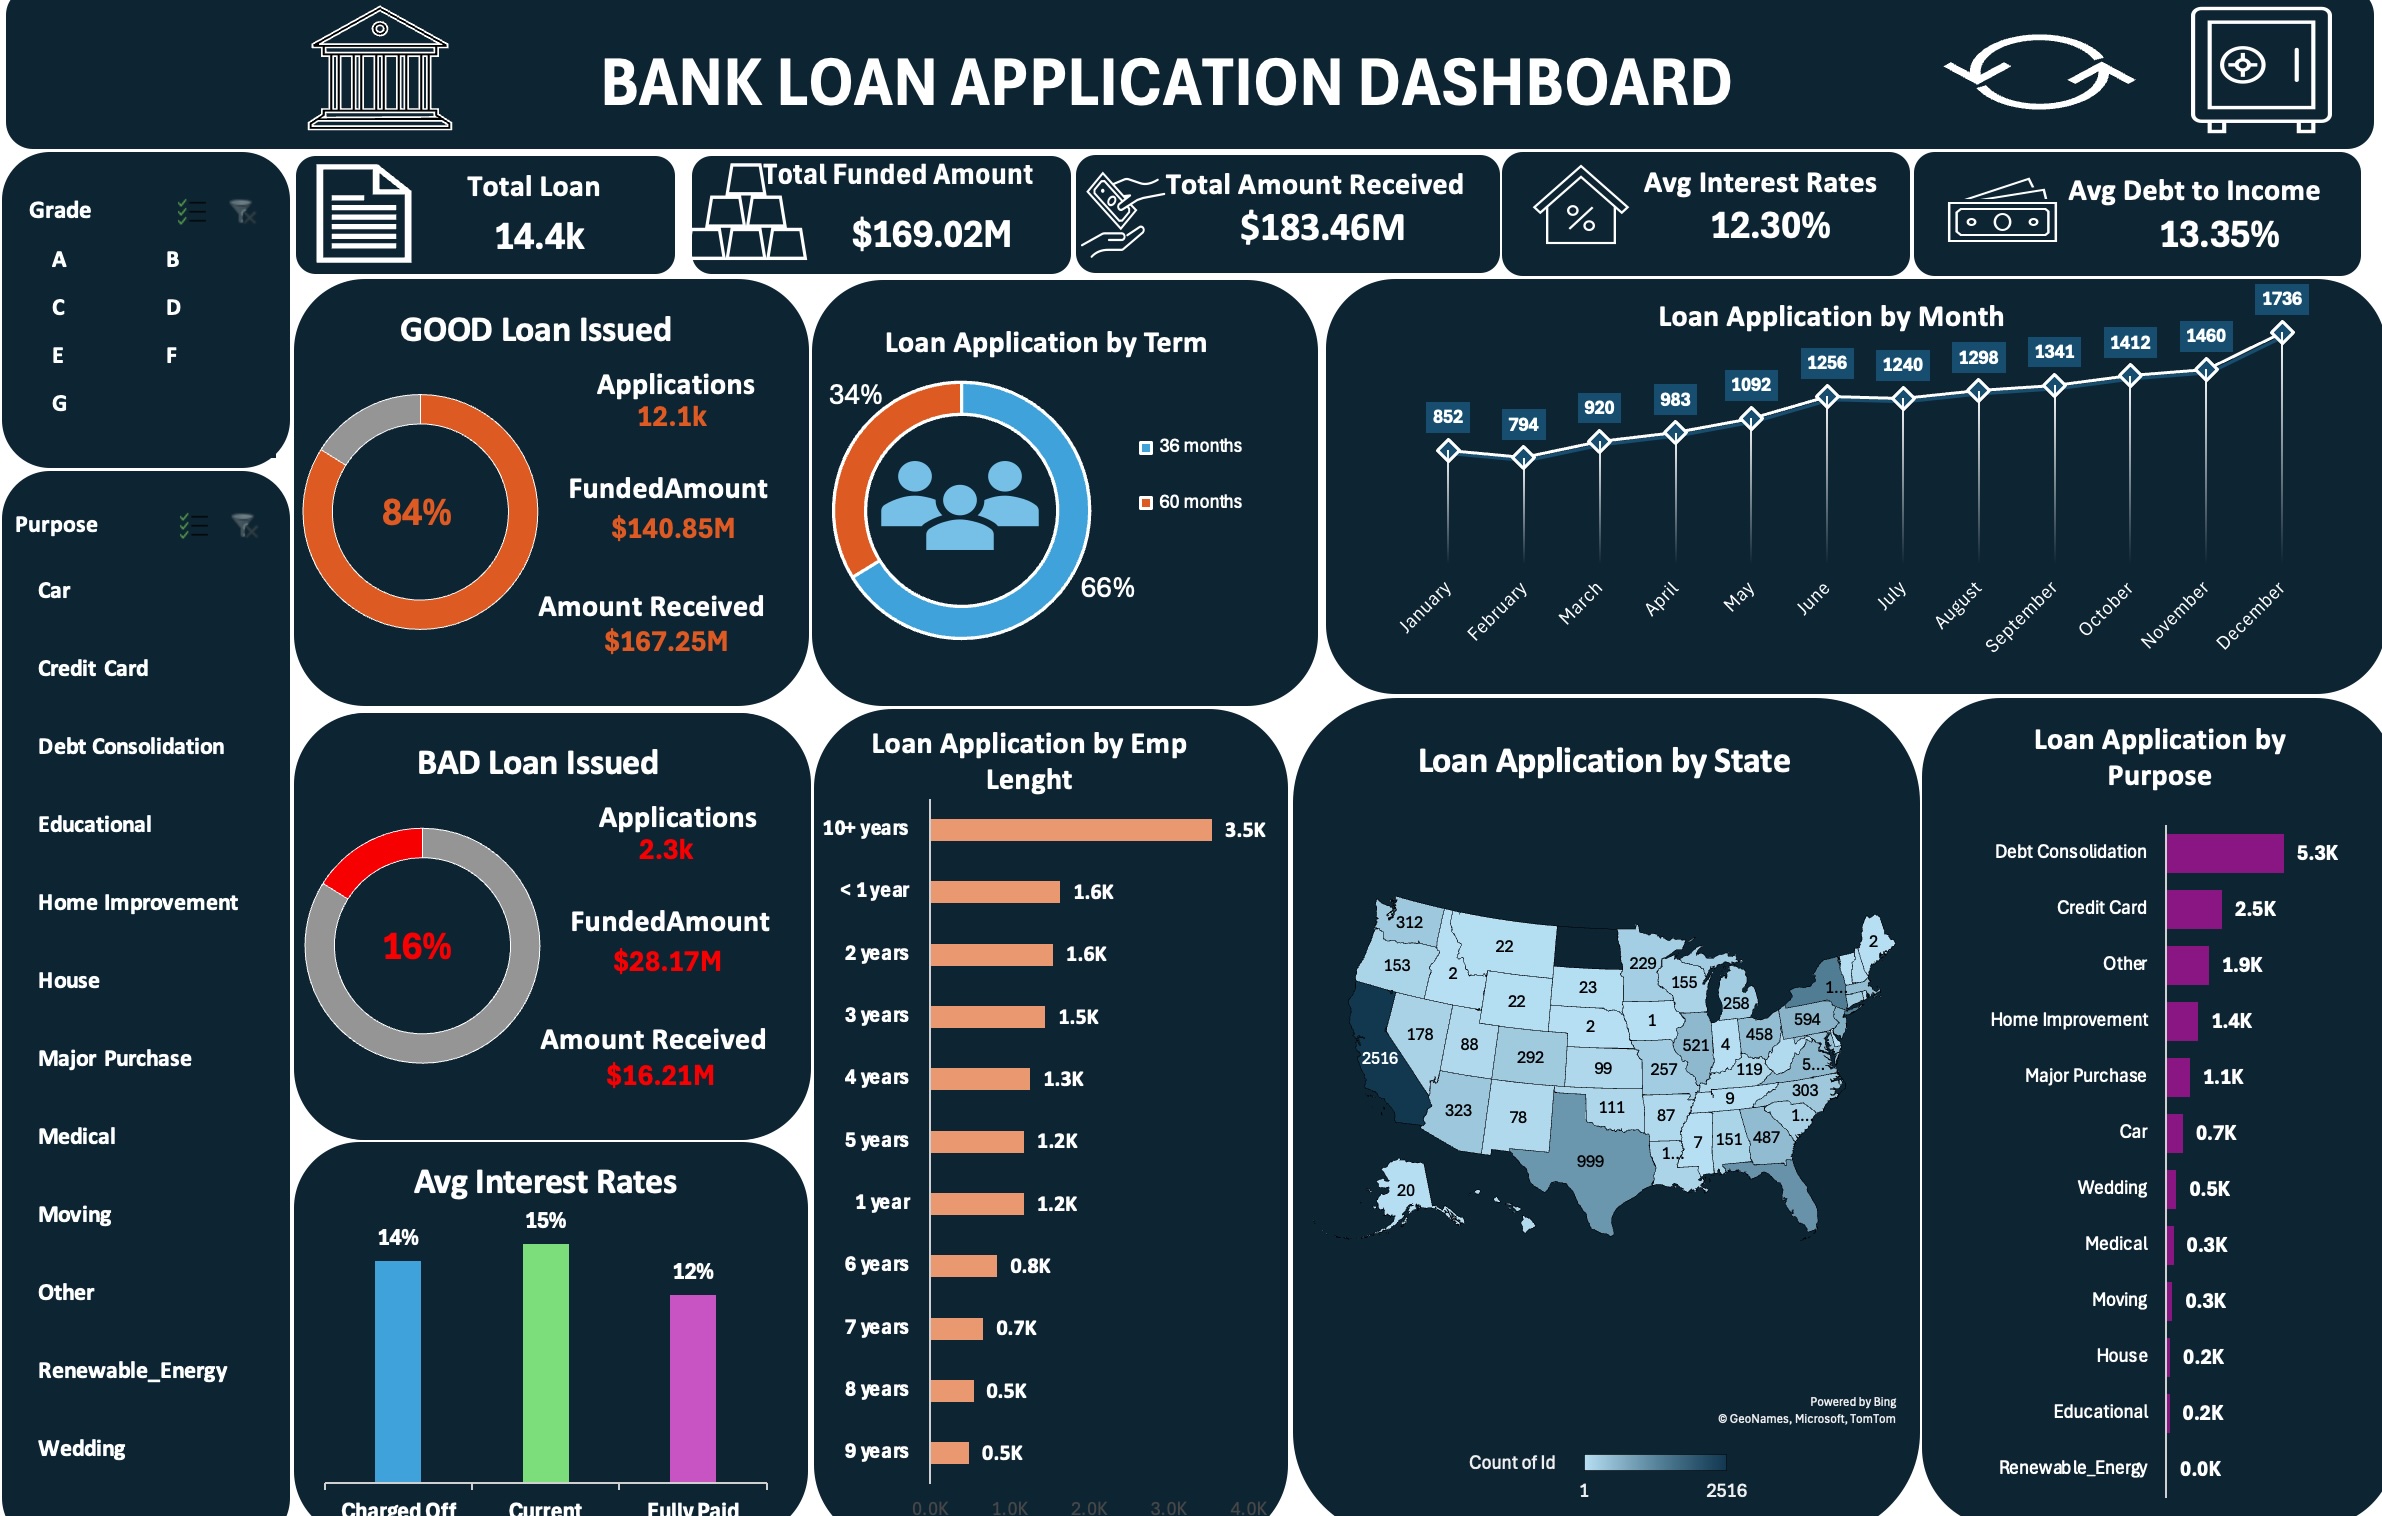 BANK LOAN APPLICATION DASHBOARD
Grade
A B
C D
E F
G
Purpose
Car
Credit Card
Debt Consolidation
Educational
Home Improvement
House
Major Purchase
Medical
Moving
Other
Renewable_Energy
Wedding
Total Loan
14.4k
Total Funded Amount
$169.02M
Total Amount Received
$183.46M
Avg Interest Rates
12.30%
Avg Debt to Income
13.35%
GOOD Loan Issued
84%
Applications
12.1k
FundedAmount
$140.85M
Amount Received
$167.25M
Loan Application by Term
34%
66%
36 months
60 months
Loan Application by Month
852
794
920
983
1092
1256
1240
1298
1341
1412
1460
1736
January
February
March
April
May
June
July
August
September
October
November
December
BAD Loan Issued
16%
Applications
2.3k
FundedAmount
$28.17M
Amount Received
$16.21M
Avg Interest Rates
14%
15%
12%
Charged Off
Current
Fully Paid
Loan Application by Emp
Lenght
10+ years 3.5K
< 1 year 1.6K
2 years 1.6K
3 years 1.5K
4 years 1.3K
5 years 1.2K
1 year 1.2K
6 years 0.8K
7 years 0.7K
8 years 0.5K
9 years 0.5K
0.0K 1.0K 2.0K 3.0K 4.0K
Loan Application by State
312
22
2
153
2
229
155
23
258
1...
22
594
2
1
178
458
88
521
4
2516
292
5...
99
257
119
303
9
323
111
78
87
1...
7
151
487
1...
999
20
Powered by Bing
© GeoNames, Microsoft, TomTom
Count of Id
1 2516
Loan Application by
Purpose
Debt Consolidation 5.3K
Credit Card 2.5K
Other 1.9K
Home Improvement 1.4K
Major Purchase 1.1K
Car 0.7K
Wedding 0.5K
Medical 0.3K
Moving 0.3K
House 0.2K
Educational 0.2K
Renewable_Energy 0.0K